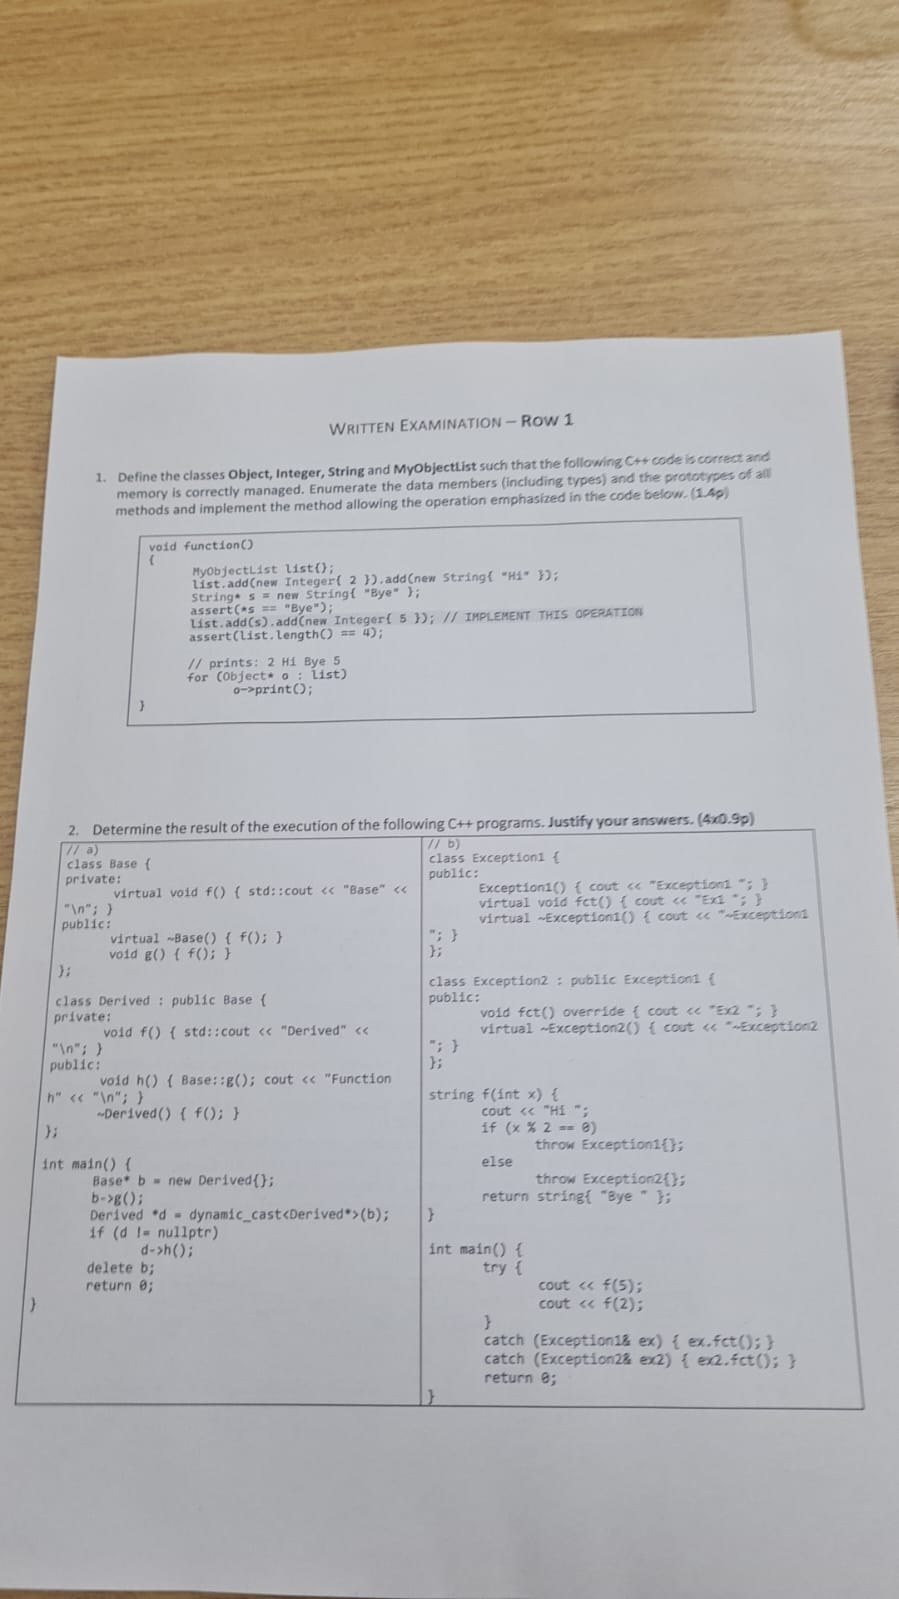 WRITTEN EXAMINATION – ROW 1
1. Define the classes Object, Integer, String and MyObjectList such that the following C++ code is correct and
memory is correctly managed. Enumerate the data members (including types) and the prototypes of all
methods and implement the method allowing the operation emphasized in the code below. (1.4p)
void function()
{
MyObjectList list{};
list.add(new Integer{ 2 }).add(new String{ "Hi" });
String* s = new String{ "Bye" };
assert(*s == "Bye");
list.add(s).add(new Integer{ 5 }); // IMPLEMENT THIS OPERATION
assert(list.length() == 4);
// prints: 2 Hi Bye 5
for (Object* o : list)
o->print();
}
2. Determine the result of the execution of the following C++ programs. Justify your answers. (4x0.9p)
// a)
class Base {
private:
virtual void f() { std::cout << "Base" <<
"\n"; }
public:
virtual ~Base() { f(); }
void g() { f(); }
};
class Derived : public Base {
private:
void f() { std::cout << "Derived" <<
"\n"; }
public:
void h() { Base::g(); cout << "Function
h" << "\n"; }
~Derived() { f(); }
};
int main() {
Base* b = new Derived{};
b->g();
Derived *d = dynamic_cast<Derived*>(b);
if (d != nullptr)
d->h();
delete b;
return 0;
}
// b)
class Exception1 {
public:
Exception1() { cout << "Exception1 "; }
virtual void fct() { cout << "Ex1 "; }
virtual ~Exception1() { cout << "~Exception1
"; }
};
class Exception2 : public Exception1 {
public:
void fct() override { cout << "Ex2 "; }
virtual ~Exception2() { cout << "~Exception2
"; }
};
string f(int x) {
cout << "Hi ";
if (x % 2 == 0)
throw Exception1{};
else
throw Exception2{};
return string{ "Bye " };
}
int main() {
try {
cout << f(5);
cout << f(2);
}
catch (Exception1& ex) { ex.fct(); }
catch (Exception2& ex2) { ex2.fct(); }
return 0;
}